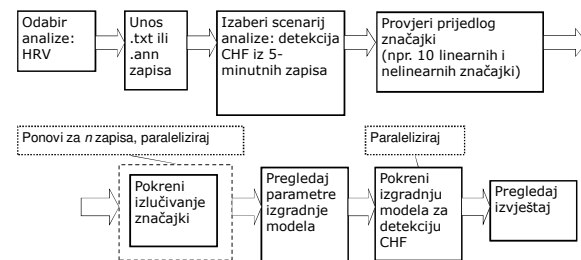 Odabir
analize:
HRV
Unos
.txt ili
.ann
zapisa
Izaberi scenarij
analize: detekcija
CHF iz 5-
minutnih zapisa
Provjeri prijedlog
značajki
(npr. 10 linearnih i
nelinearnih značajki)
Ponovi za n zapisa, paraleliziraj
Pokreni
izlučivanje
značajki
Pregledaj
parametre
izgradnje
modela
Paraleliziraj
Pokreni
izgradnju
modela za
detekciju
CHF
Pregledaj
izvještaj